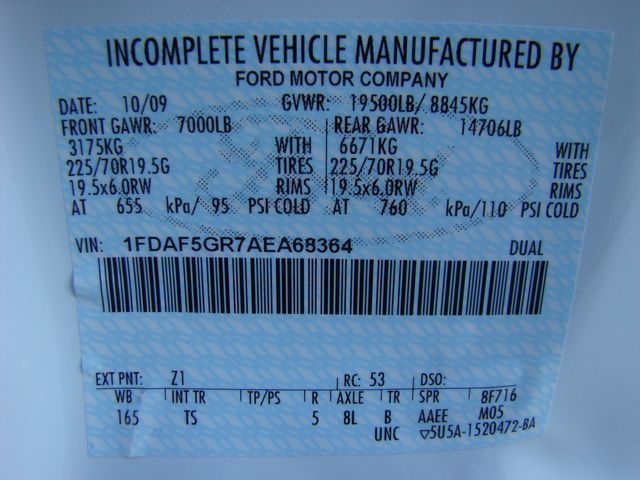 INCOMPLETE VEHICLE MANUFACTURED BY
FORD MOTOR COMPANY
DATE: 10/09 GVWR: 19500LB/ 8845KG
FRONT GAWR: 7000LB REAR GAWR: 14706LB
3175KG WITH 6671KG WITH
225/70R19.5G TIRES 225/70R19.5G TIRES
19.5x6.0RW RIMS 19.5x6.0RW RIMS
AT 655 kPa/ 95 PSI COLD AT 760 kPa/110 PSI COLD
VIN: 1FDAF5GR7AEA68364 DUAL
EXT PNT: Z1 RC: 53 DSO:
WB INT TR TP/PS R AXLE TR SPR 8F716
165 TS 5 8L B AAEE M05
UNC ▽5U5A-1520472-BA